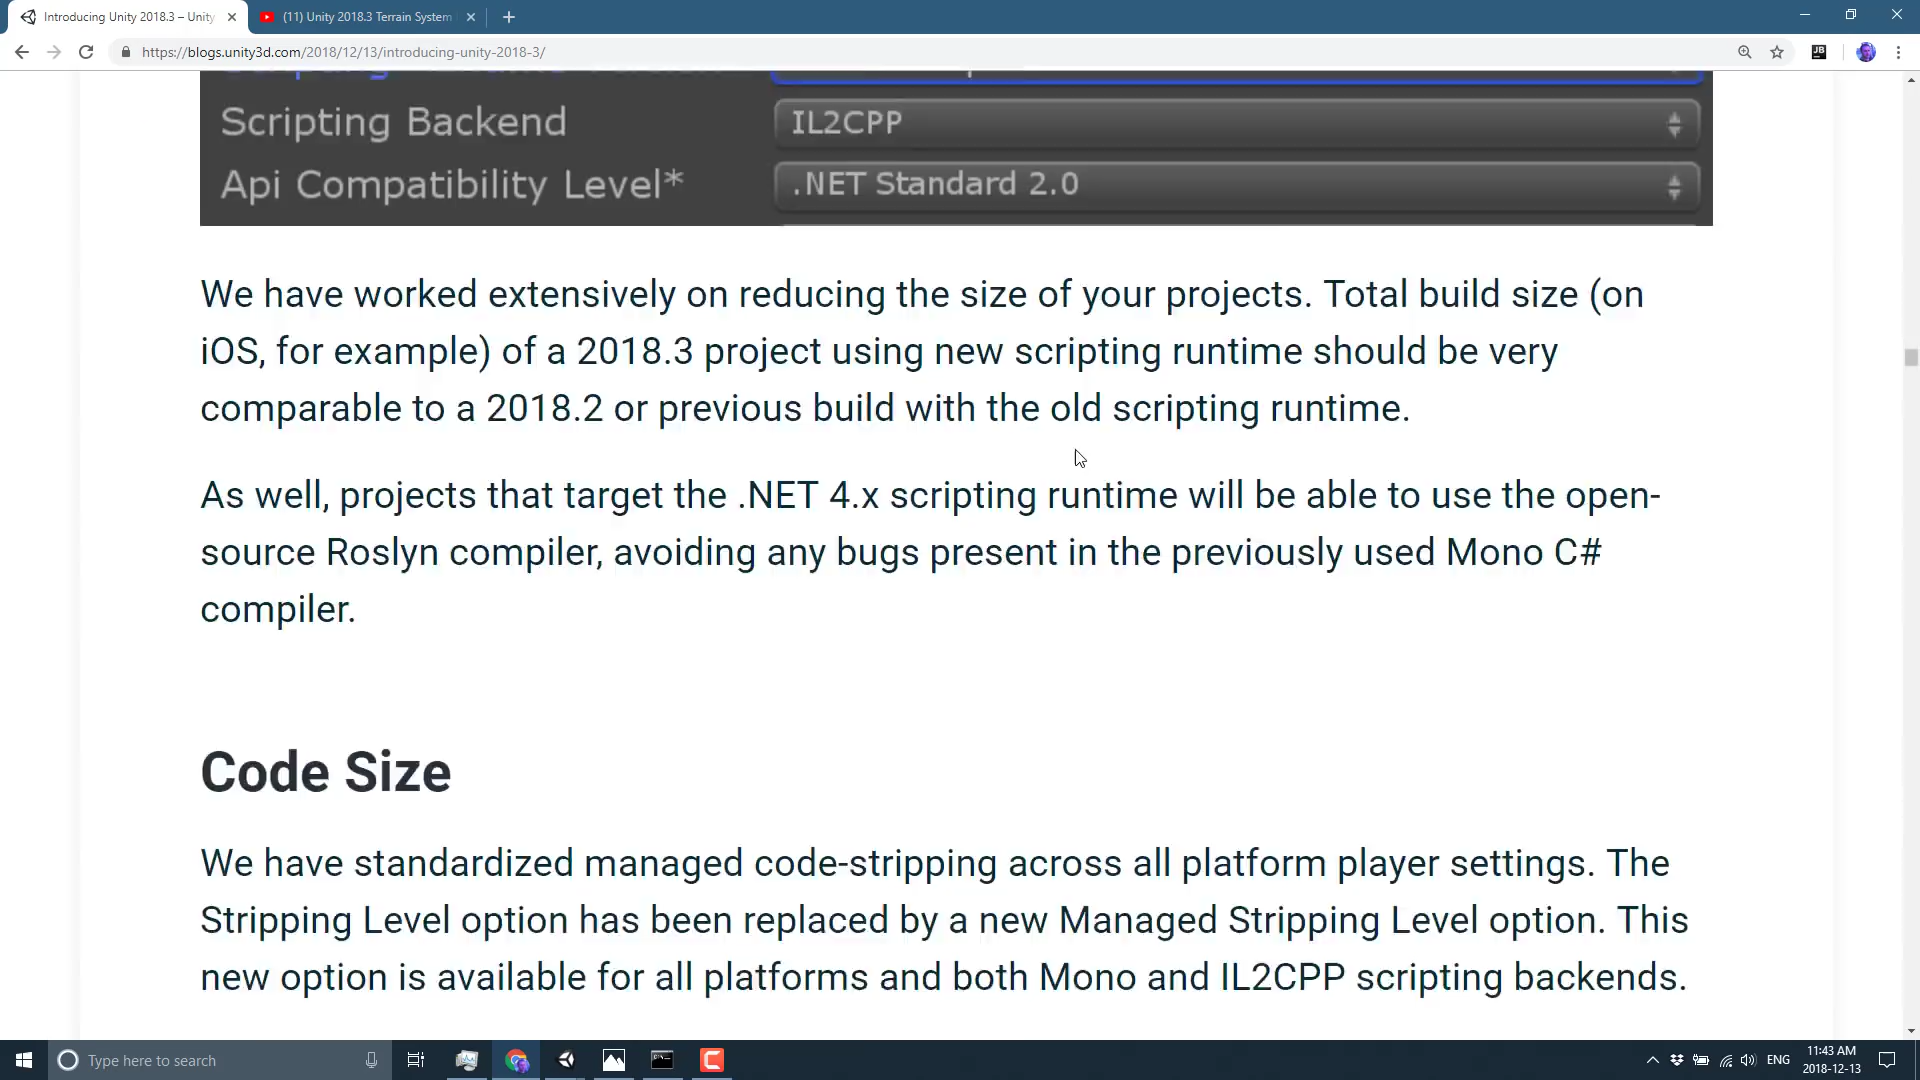 Introducing Unity 2018.3 – Unity
(11) Unity 2018.3 Terrain System
https://blogs.unity3d.com/2018/12/13/introducing-unity-2018-3/
Scripting Backend
IL2CPP
Api Compatibility Level*
.NET Standard 2.0
We have worked extensively on reducing the size of your projects. Total build size (on
iOS, for example) of a 2018.3 project using new scripting runtime should be very
comparable to a 2018.2 or previous build with the old scripting runtime.
As well, projects that target the .NET 4.x scripting runtime will be able to use the open-
source Roslyn compiler, avoiding any bugs present in the previously used Mono C#
compiler.
Code Size
We have standardized managed code-stripping across all platform player settings. The
Stripping Level option has been replaced by a new Managed Stripping Level option. This
new option is available for all platforms and both Mono and IL2CPP scripting backends.
Type here to search
ENG
11:43 AM
2018-12-13